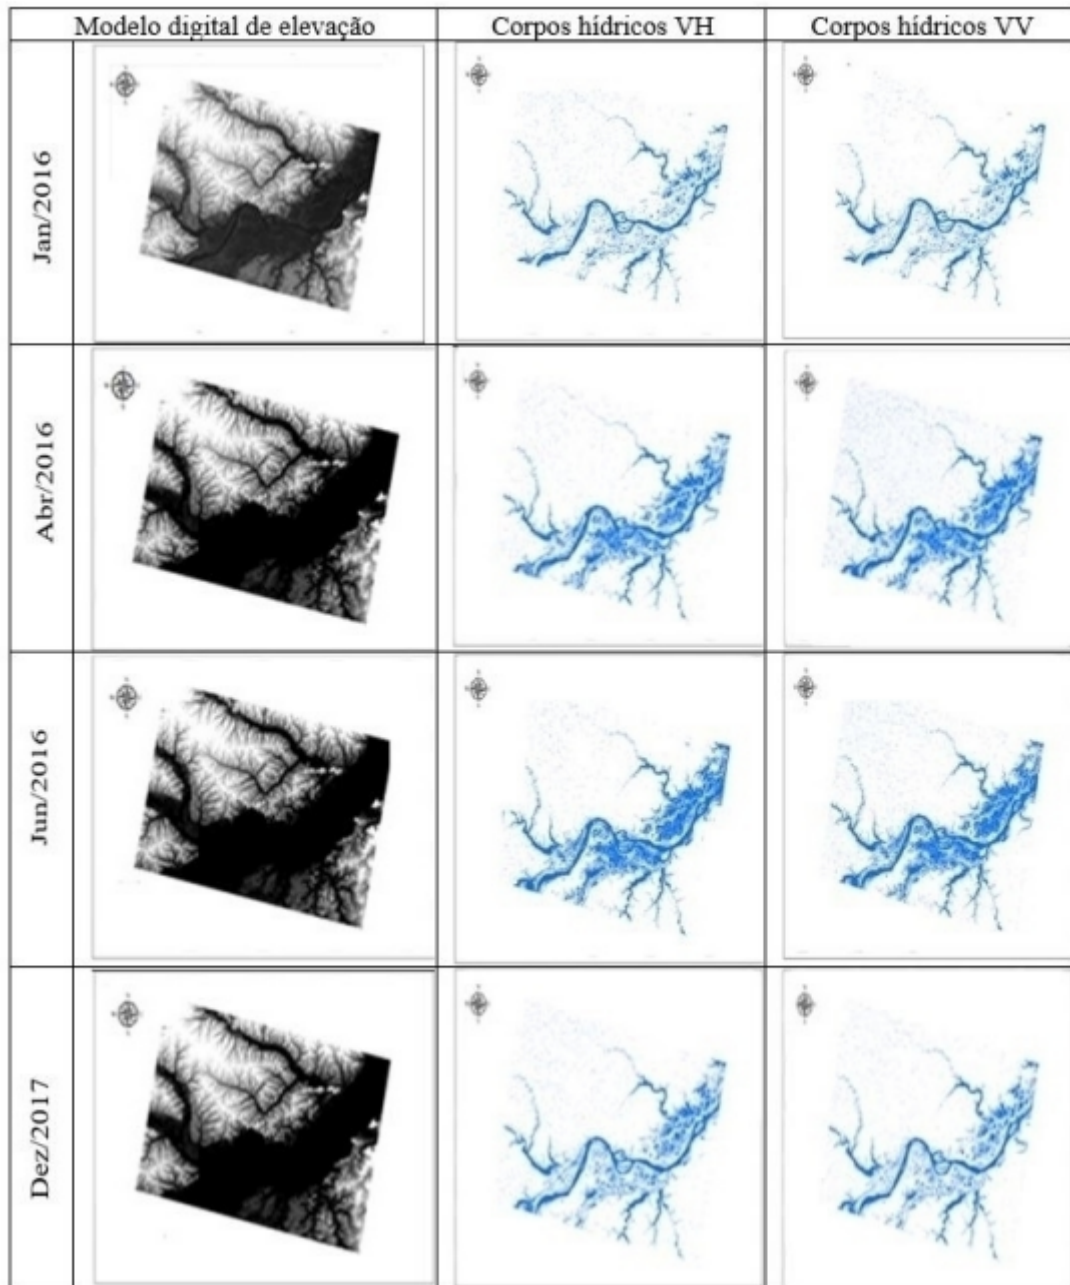 Modelo digital de elevação
Corpos hídricos VH
Corpos hídricos VV
Jan/2016
Abr/2016
Jun/2016
Dez/2017